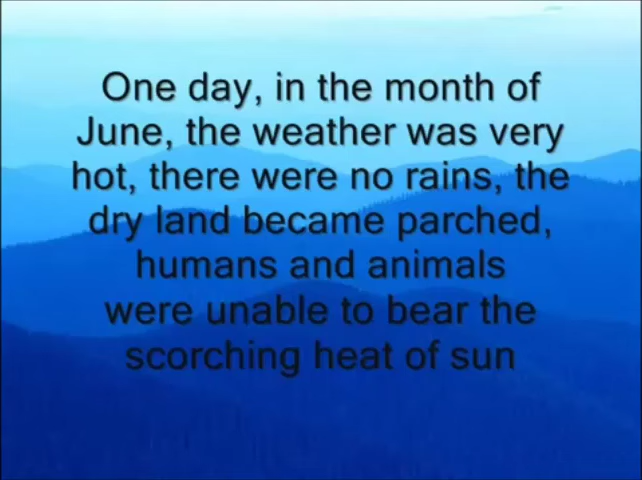 One day, in the month of
June, the weather was very
hot, there were no rains, the
dry land became parched,
humans and animals
were unable to bear the
scorching heat of sun